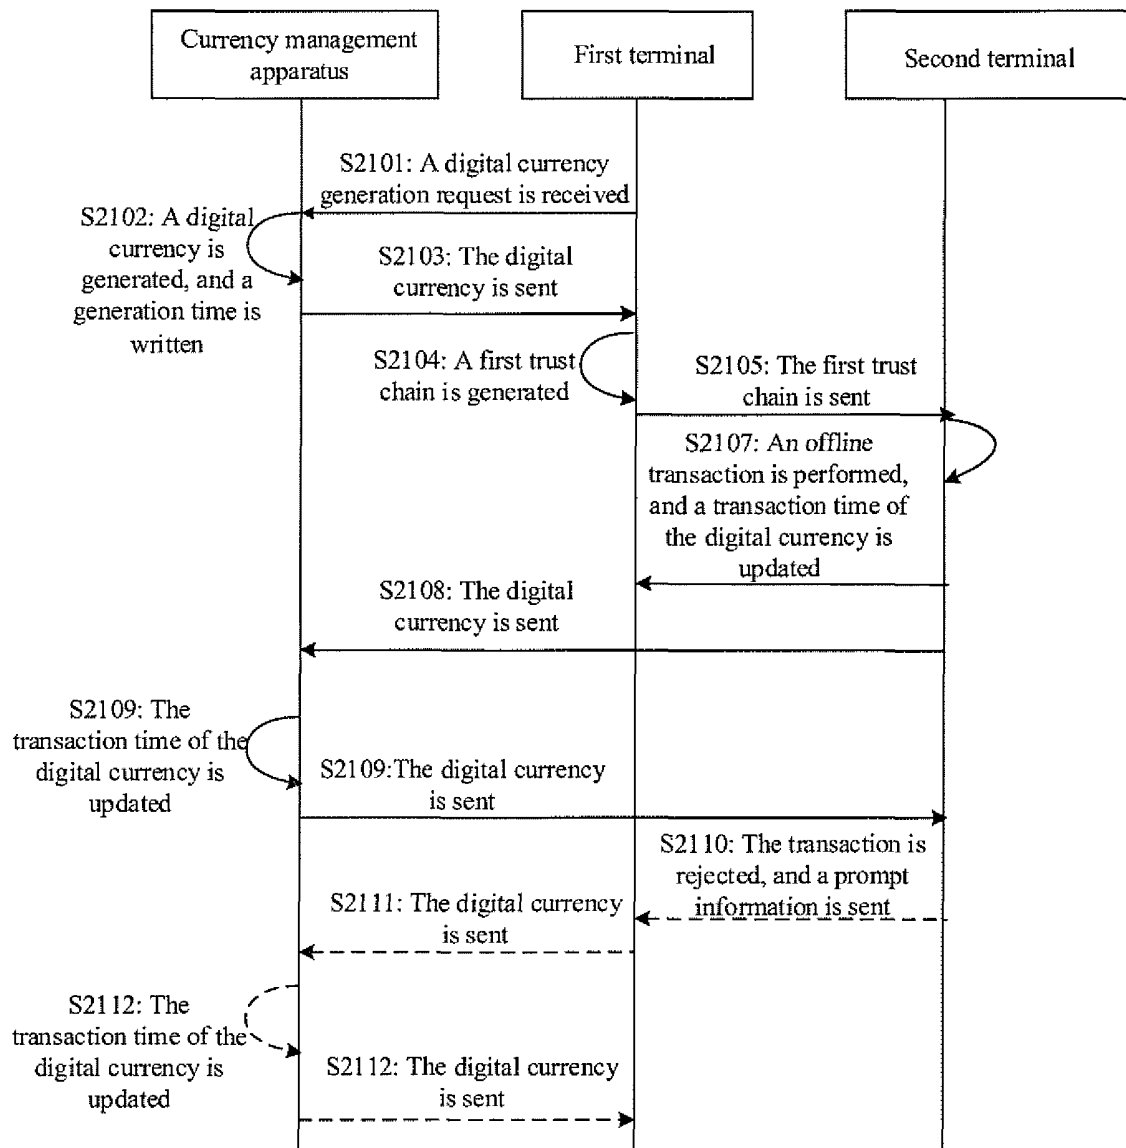 Currency management
apparatus
First terminal
Second terminal
S2101: A digital currency
generation request is received
S2102: A digital
currency is
generated, and a
generation time is
written
S2103: The digital
currency is sent
S2104: A first trust
chain is generated
S2105: The first trust
chain is sent
S2107: An offline
transaction is performed,
and a transaction time of
the digital currency is
updated
S2108: The digital
currency is sent
S2109: The
transaction time of the
digital currency is
updated
S2109:The digital currency
is sent
S2110: The transaction is
rejected, and a prompt
information is sent
S2111: The digital currency
is sent
S2112: The
transaction time of the
digital currency is
updated
S2112: The digital currency
is sent